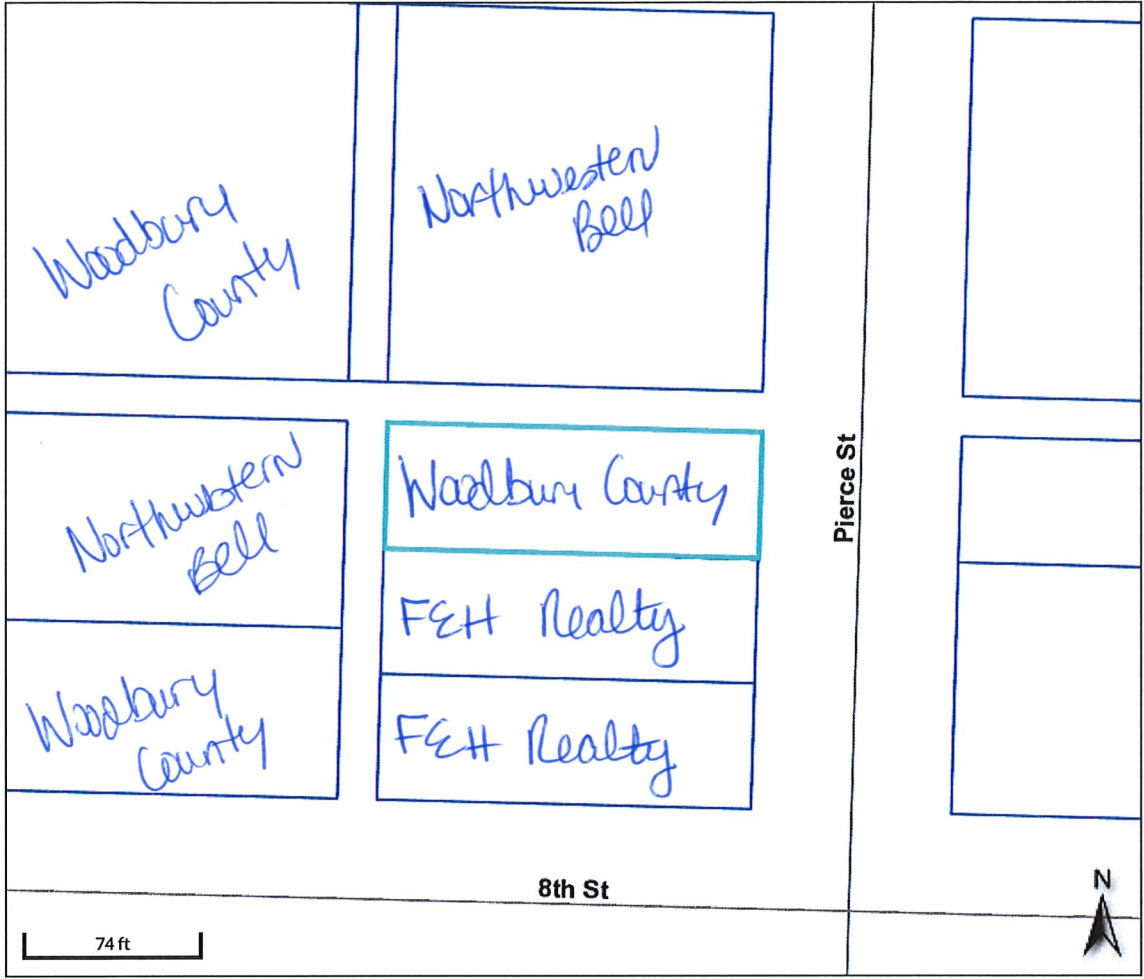 Northwestern
Bell
Woodbury
County
Woodbury County
Northwestern
Bell
Pierce St
F&H Realty
Woodbury
County
F&H Realty
8th St
N
74 ft